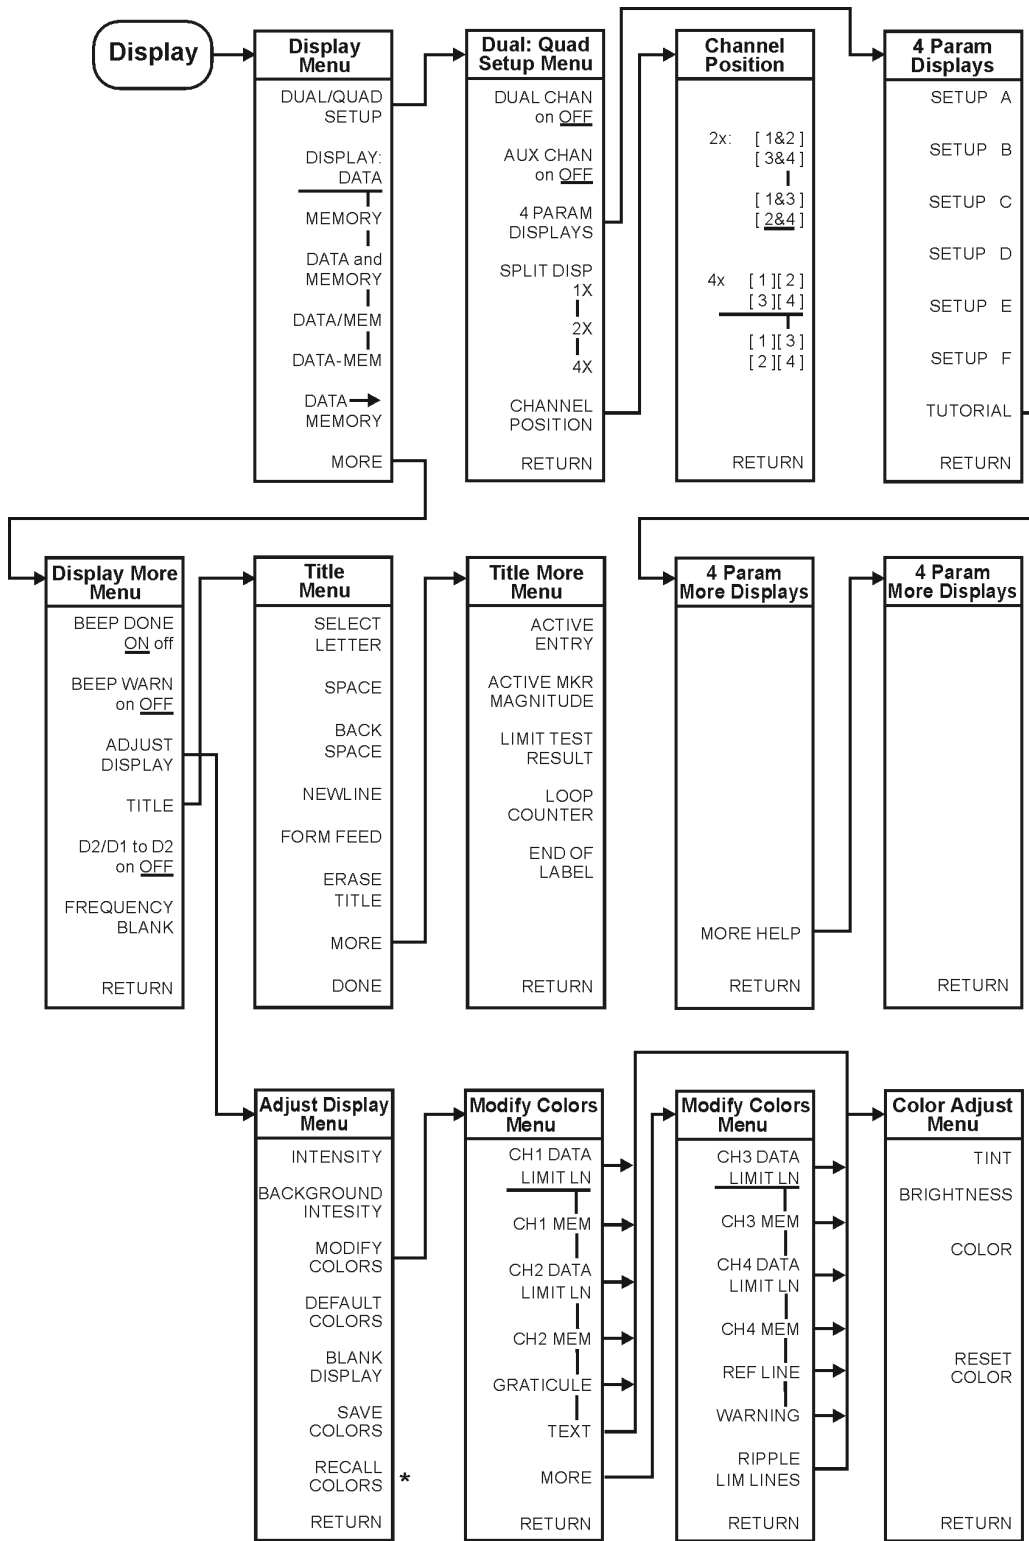 Display
Display
Menu
DUAL/QUAD
SETUP
DISPLAY:
DATA
MEMORY
DATA and
MEMORY
DATA/MEM
DATA-MEM
DATA
MEMORY
MORE
Dual: Quad
Setup Menu
DUAL CHAN
on OFF
AUX CHAN
on OFF
4 PARAM
DISPLAYS
SPLIT DISP
1X
2X
4X
CHANNEL
POSITION
RETURN
Channel
Position
2x: [ 1&2 ]
[ 3&4 ]
[ 1&3 ]
[ 2&4 ]
4x [ 1 ][ 2 ]
[ 3 ][ 4 ]
[ 1 ][ 3 ]
[ 2 ][ 4 ]
RETURN
4 Param
Displays
SETUP A
SETUP B
SETUP C
SETUP D
SETUP E
SETUP F
TUTORIAL
RETURN
Display More
Menu
BEEP DONE
ON off
BEEP WARN
on OFF
ADJUST
DISPLAY
TITLE
D2/D1 to D2
on OFF
FREQUENCY
BLANK
RETURN
Title
Menu
SELECT
LETTER
SPACE
BACK
SPACE
NEWLINE
FORM FEED
ERASE
TITLE
MORE
DONE
Title More
Menu
ACTIVE
ENTRY
ACTIVE MKR
MAGNITUDE
LIMIT TEST
RESULT
LOOP
COUNTER
END OF
LABEL
RETURN
4 Param
More Displays
MORE HELP
RETURN
4 Param
More Displays
RETURN
Adjust Display
Menu
INTENSITY
BACKGROUND
INTESITY
MODIFY
COLORS
DEFAULT
COLORS
BLANK
DISPLAY
SAVE
COLORS
RECALL
COLORS *
RETURN
Modify Colors
Menu
CH1 DATA
LIMIT LN
CH1 MEM
CH2 DATA
LIMIT LN
CH2 MEM
GRATICULE
TEXT
MORE
RETURN
Modify Colors
Menu
CH3 DATA
LIMIT LN
CH3 MEM
CH4 DATA
LIMIT LN
CH4 MEM
REF LINE
WARNING
RIPPLE
LIM LINES
RETURN
Color Adjust
Menu
TINT
BRIGHTNESS
COLOR
RESET
COLOR
RETURN